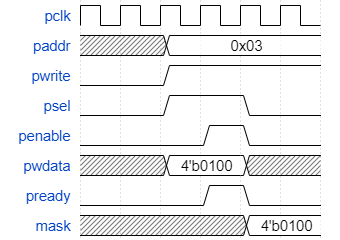 pclk
paddr 0x03
pwrite
psel
penable
pwdata 4'b0100
pready
mask 4'b0100